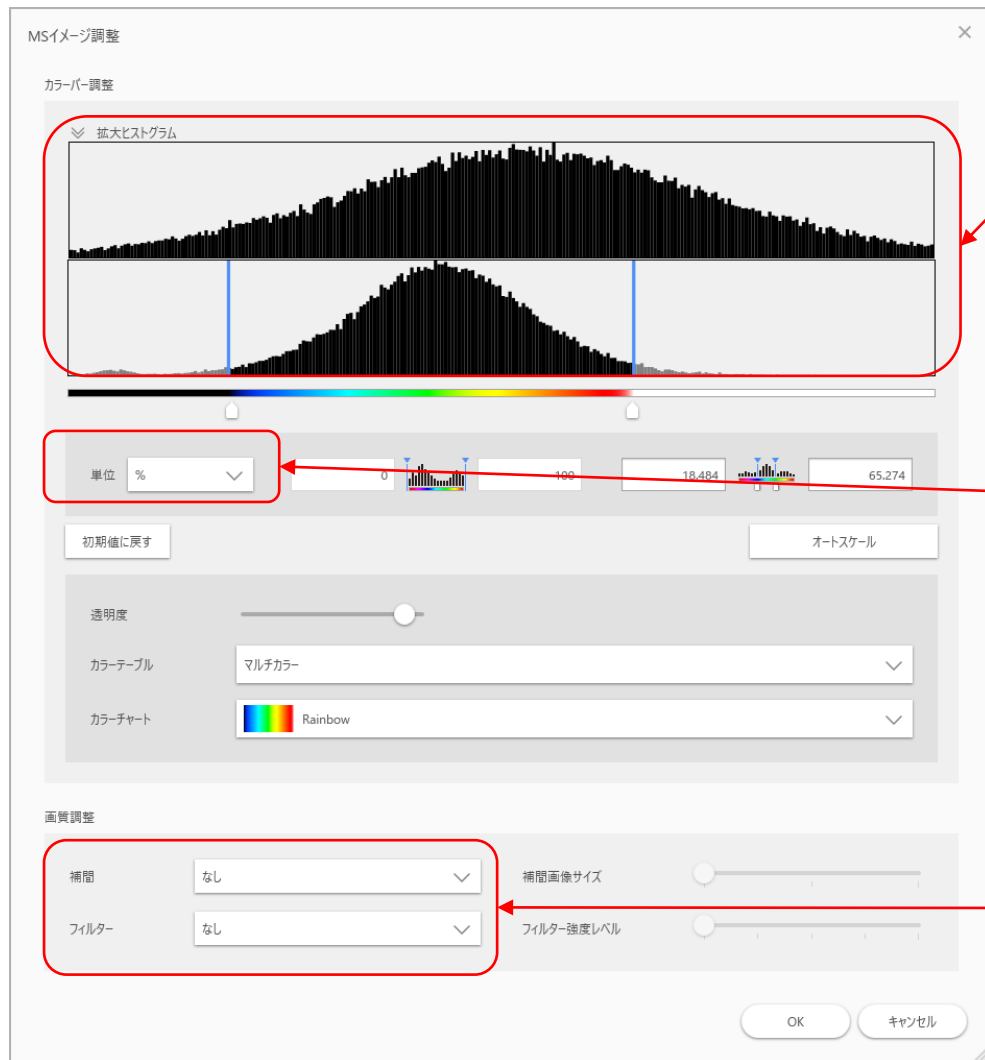 MSイメージ調整
カラーバー調整
拡大ヒストグラム
単位 % 0 100 18.484 65.274
初期値に戻す オートスケール
透明度
カラーテーブル マルチカラー
カラーチャート Rainbow
画質調整
補間 なし 補間画像サイズ
フィルター なし フィルター強度レベル
OK キャンセル